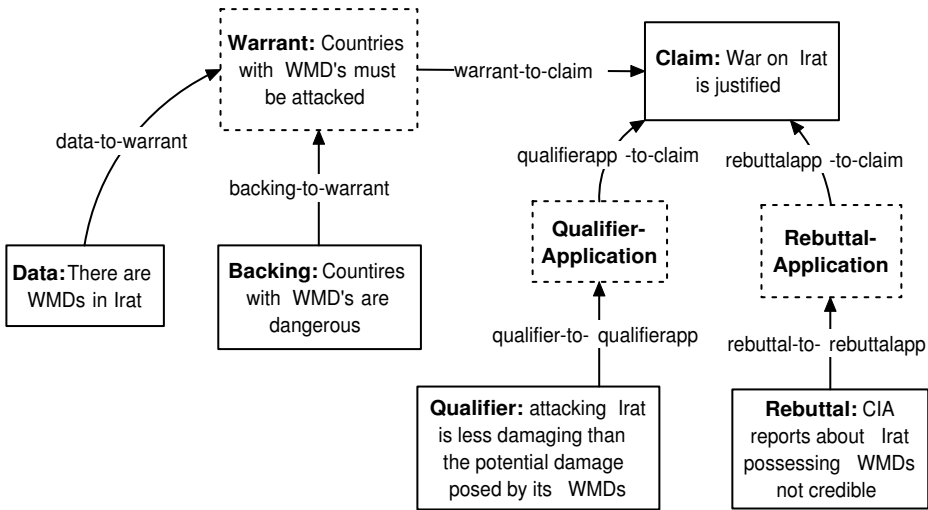 Warrant: Countries
with WMD's must
be attacked
warrant-to-claim
Claim: War on Irat
is justified
data-to-warrant
backing-to-warrant
qualifierapp -to-claim
rebuttalapp -to-claim
Data: There are
WMDs in Irat
Backing: Countires
with WMD's are
dangerous
Qualifier-
Application
Rebuttal-
Application
qualifier-to- qualifierapp
rebuttal-to- rebuttalapp
Qualifier: attacking Irat
is less damaging than
the potential damage
posed by its WMDs
Rebuttal: CIA
reports about Irat
possessing WMDs
not credible